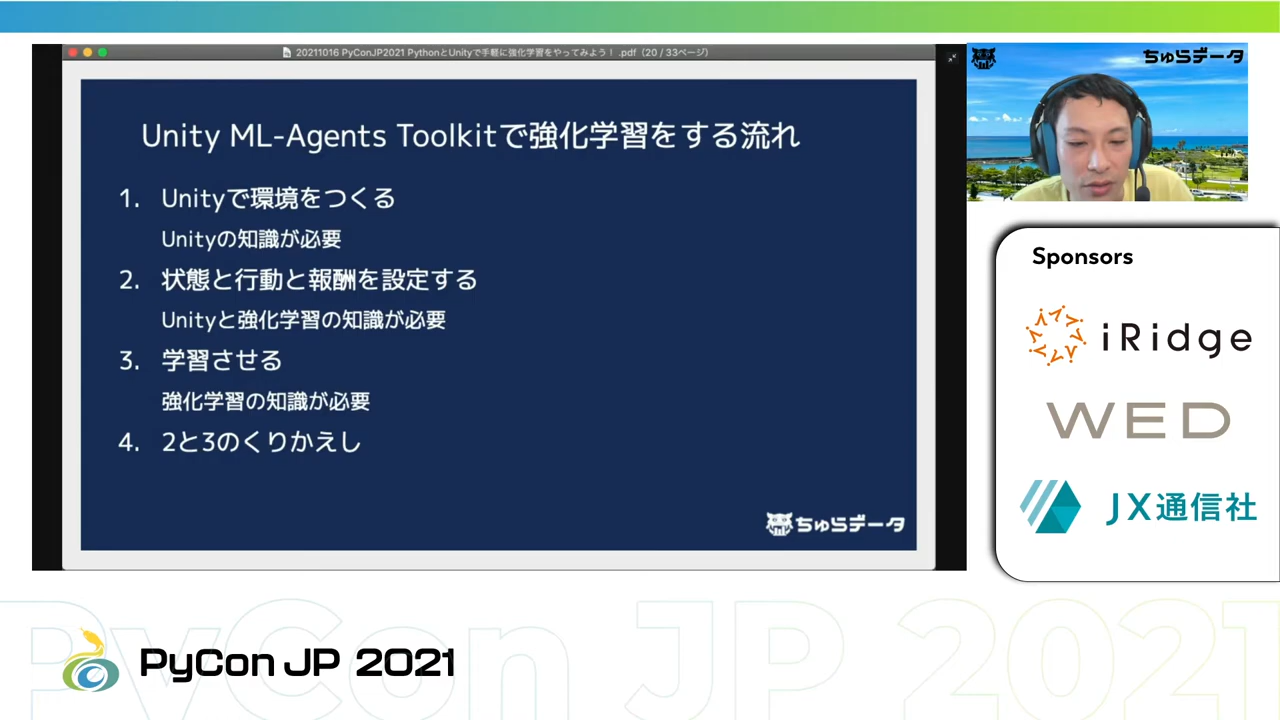 20211016 PyConJP2021 PythonとUnityで手軽に強化学習をやってみよう！ .pdf（20 / 33ページ）
Unity ML-Agents Toolkitで強化学習をする流れ
1. Unityで環境をつくる
Unityの知識が必要
2. 状態と行動と報酬を設定する
Unityと強化学習の知識が必要
3. 学習させる
強化学習の知識が必要
4. 2と3のくりかえし
ちゅらデータ
ちゅらデータ
Sponsors
iRidge
WED
JX通信社
PyCon JP 2021
PyCon JP 2021